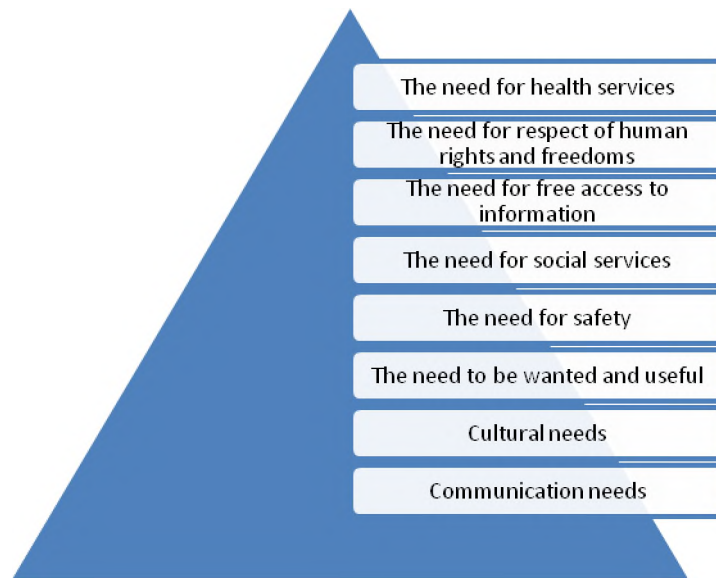 The need for health services
The need for respect of human
rights and freedoms
The need for free access to
information
The need for social services
The need for safety
The need to be wanted and useful
Cultural needs
Communication needs